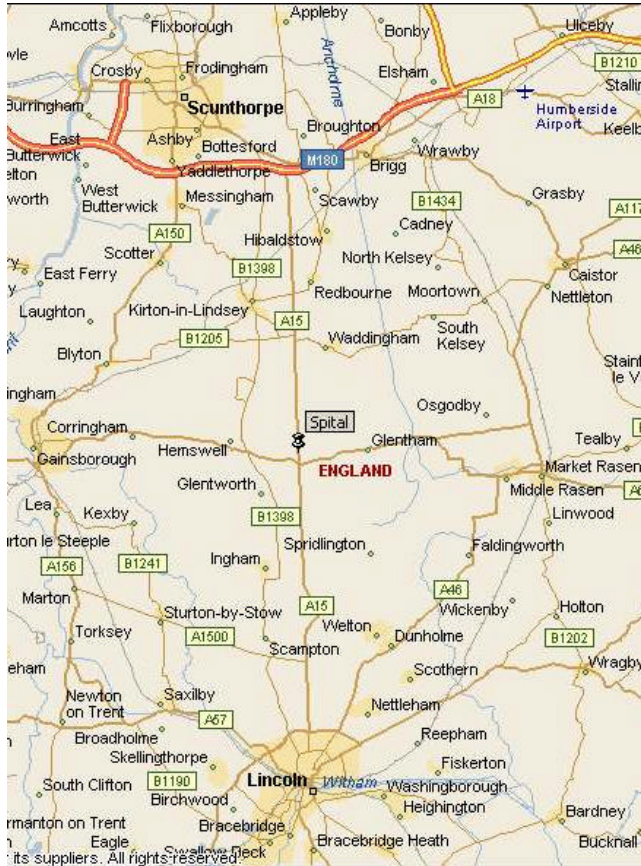 Amcotts
Flixborough
Appleby
Bonby
Ulceby
Crosby
Frodingham
Ancholme
Elsham
B1210
Scunthorpe
A18
Burringham
Humberside
Airport
East
Butterwick
Ashby
Bottesford
Broughton
M180
Yaddlethorpe
Brigg
Wrawby
West
Butterwick
Messingham
Scawby
B1434
Grasby
A150
Hibaldstow
Cadney
Scotter
B1398
North Kelsey
A46
East Ferry
Redbourne
Moortown
Caistor
Nettleton
Laughton
Kirton-in-Lindsey
A15
South
Kelsey
B1205
Waddingham
Blyton
Osgodby
Spital
Corringham
Hemswell
Glentham
Tealby
Gainsborough
ENGLAND
Market Rasen
Glentworth
Middle Rasen
Lea
Kexby
B1398
Linwood
Spridlington
Faldingworth
B1241
Ingham
A156
Marton
A46
Wickenby
Holton
Sturton-by-Stow
A15
Welton
Torksey
A1500
Scampton
Dunholme
B1202
Scothern
Wragby
Newton
on Trent
Saxilby
Nettleham
A57
Broadholme
Reepham
Skellingthorpe
Fiskerton
South Clifton
B1190
Lincoln
Witham
Washingborough
Birchwood
Heighington
Bardney
Bracebridge
Eagle
Swallow Beck
Bracebridge Heath
Bucknall
its suppliers. All rights reserved.